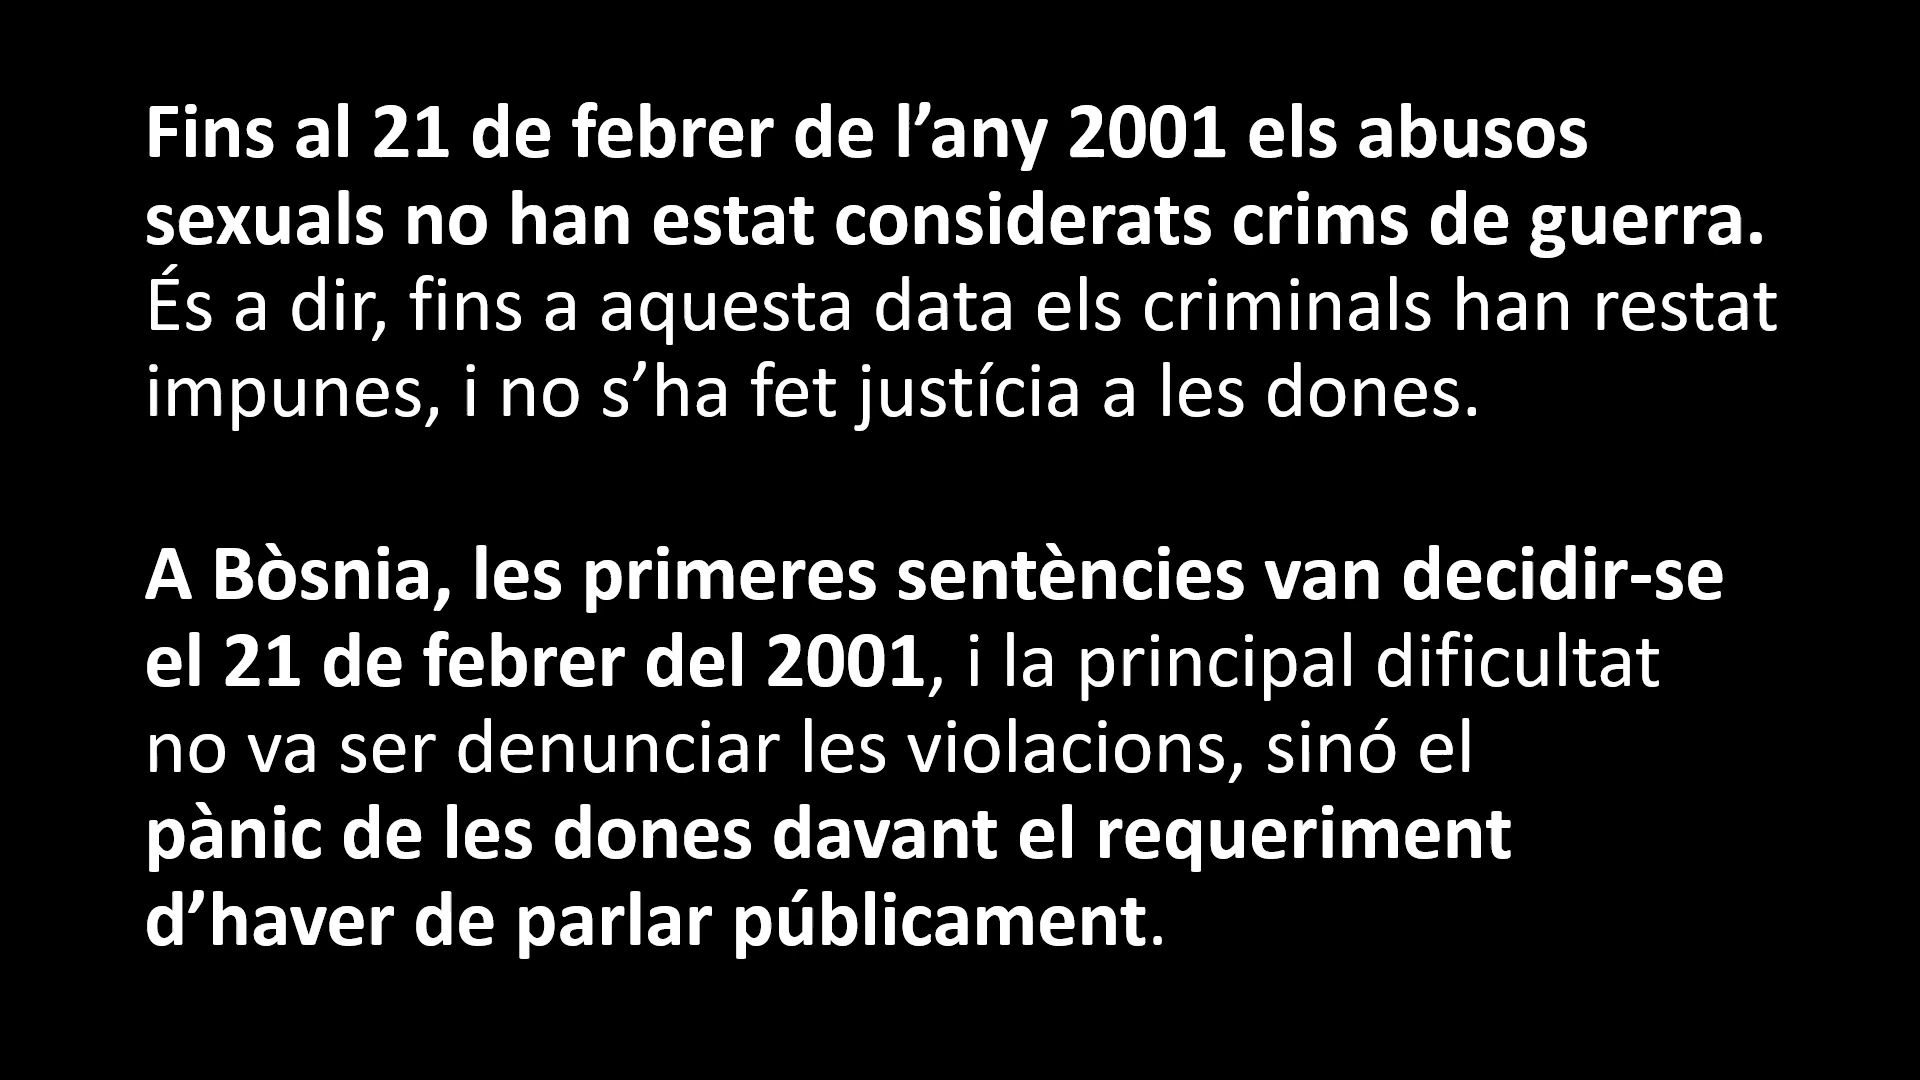 Fins al 21 de febrer de l’any 2001 els abusos
sexuals no han estat considerats crims de guerra.
És a dir, fins a aquesta data els criminals han restat
impunes, i no s’ha fet justícia a les dones.
A Bòsnia, les primeres sentències van decidir-se
el 21 de febrer del 2001, i la principal dificultat
no va ser denunciar les violacions, sinó el
pànic de les dones davant el requeriment
d’haver de parlar públicament.